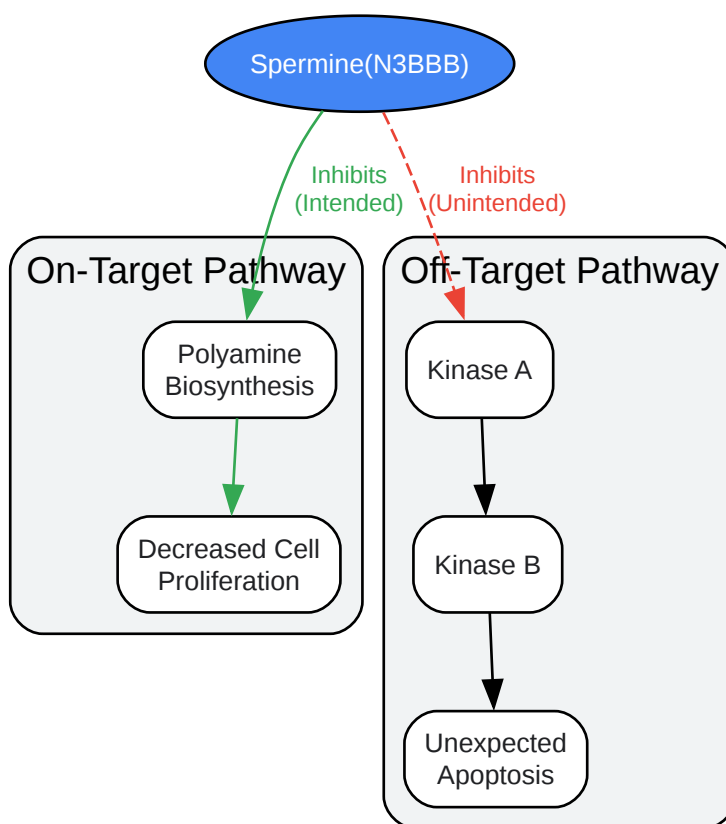 Spermine(N3BBB)
Inhibits
(Intended)
Inhibits
(Unintended)
On-Target Pathway
Polyamine
Biosynthesis
Decreased Cell
Proliferation
Off-Target Pathway
Kinase A
Kinase B
Unexpected
Apoptosis